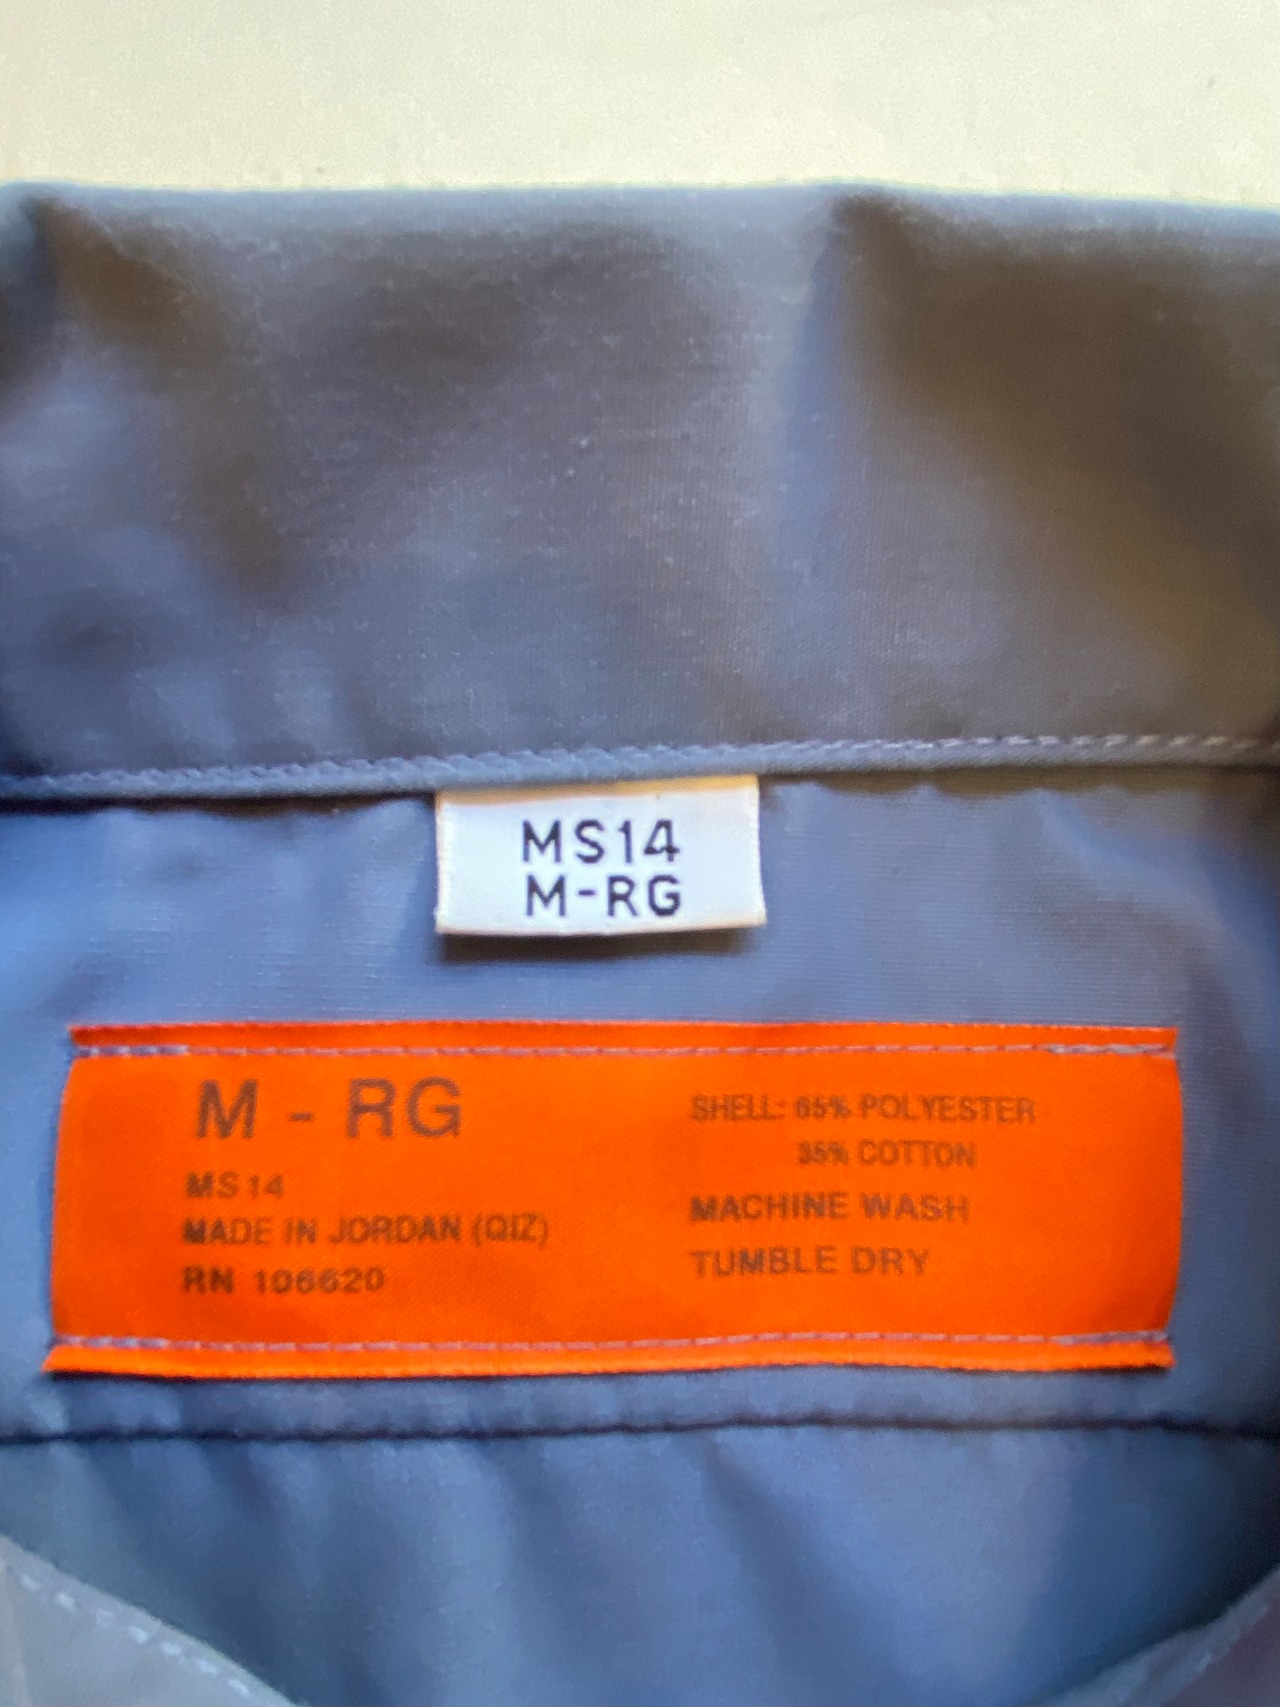 MS14
M-RG
M - RG
MS14
MADE IN JORDAN (QIZ)
RN 106620
SHELL: 65% POLYESTER
35% COTTON
MACHINE WASH
TUMBLE DRY